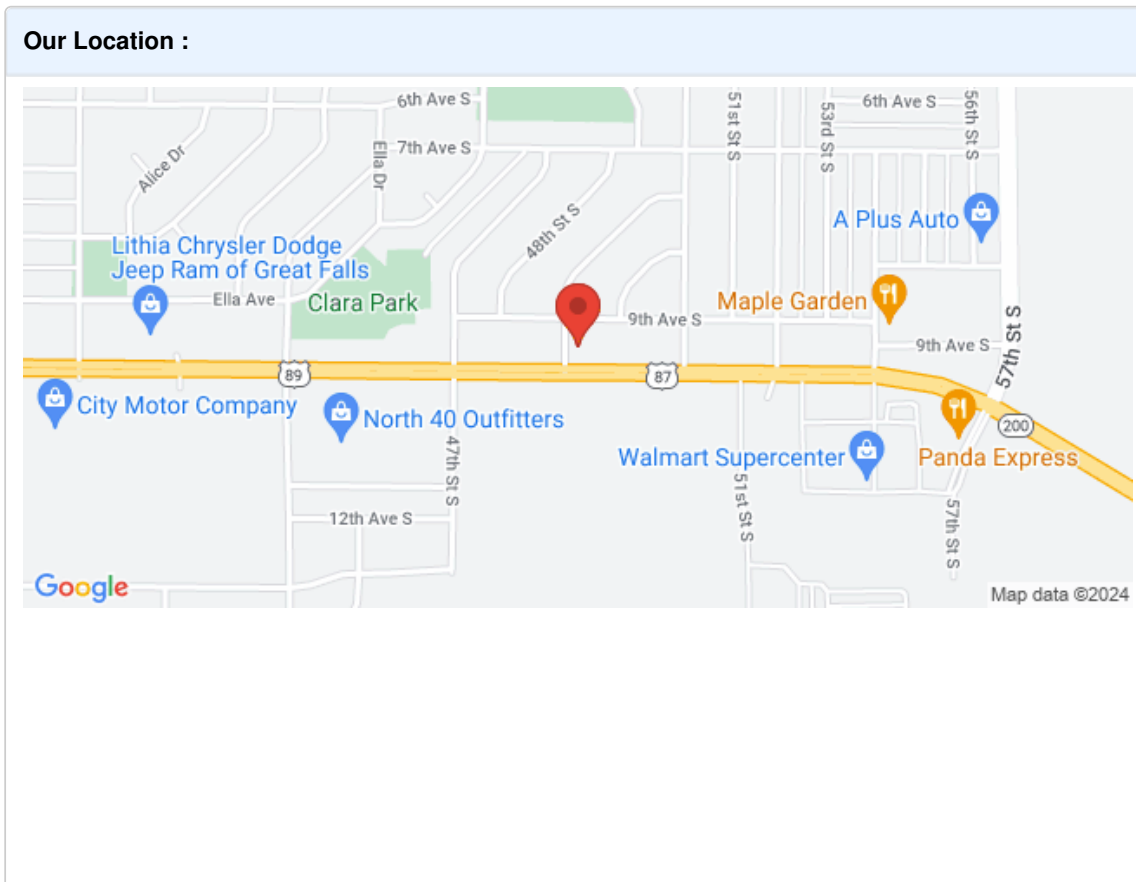 Our Location :
6th Ave S
51st St S
53rd St S
6th Ave S
56th St S
7th Ave S
Ella Dr
Alice Dr
48th St S
A Plus Auto
Lithia Chrysler Dodge
Jeep Ram of Great Falls
Ella Ave
Clara Park
Maple Garden
9th Ave S
9th Ave S
57th St S
89
87
City Motor Company
North 40 Outfitters
200
47th St S
Walmart Supercenter
Panda Express
51st St S
12th Ave S
57th St S
Google
Map data ©2024